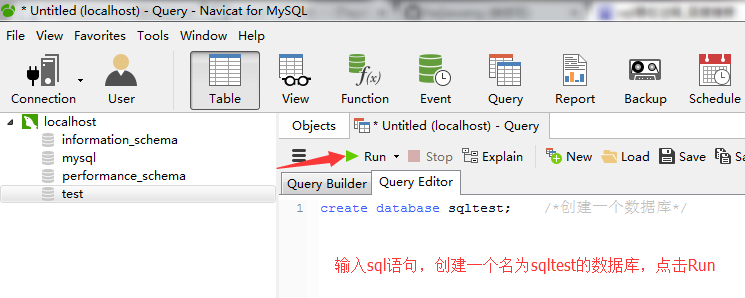 * Untitled (localhost) - Query - Navicat for MySQL
File View Favorites Tools Window Help
Connection User Table View Function Event Query Report Backup Schedule
localhost
information_schema
mysql
performance_schema
test
Objects * Untitled (localhost) - Query
Run Stop Explain New Load Save Sa
Query Builder Query Editor
1 create database sqltest; /*创建一个数据库*/
输入sql语句，创建一个名为sqltest的数据库，点击Run